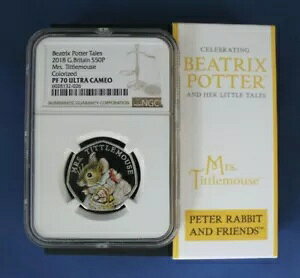 Beatrix Potter Tales
2018 G.Britain S50P
Mrs. Tittlemouse
Colorized
PF 70 ULTRA CAMEO
NUMISMATIC GUARANTY CORPORATION
NGC
MRS. TITTLEMOUSE
CELEBRATING
BEATRIX
POTTER
AND HER LITTLE TALES
Mrs.
Tittlemouse
PETER RABBIT
AND FRIENDS™